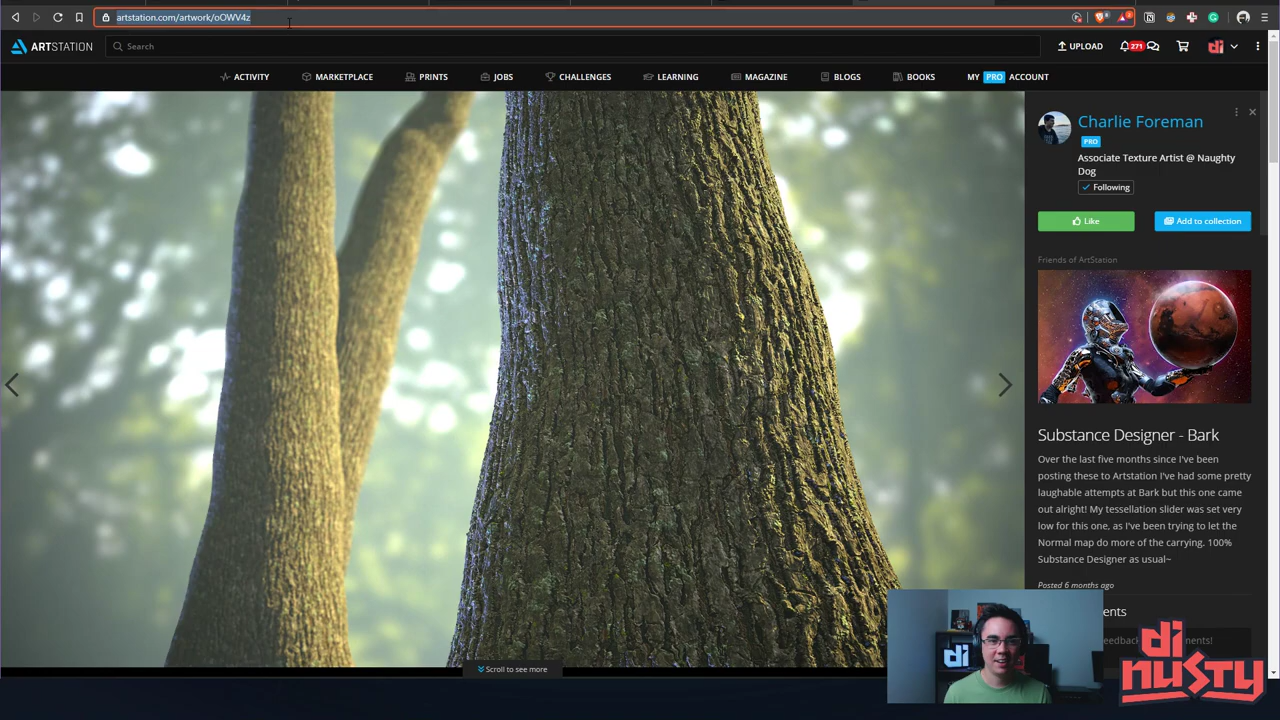 artstation.com/artwork/oOWV4z
2
ARTSTATION
Search
UPLOAD
271
ACTIVITY
MARKETPLACE
PRINTS
JOBS
CHALLENGES
LEARNING
MAGAZINE
BLOGS
BOOKS
MY PRO ACCOUNT
Charlie Foreman
PRO
Associate Texture Artist @ Naughty
Dog
Following
Like
Add to collection
Friends of ArtStation
Substance Designer - Bark
Over the last five months since I've been
posting these to Artstation I've had some pretty
laughable attempts at Bark but this one came
out alright! My tessellation slider was set very
low for this one, as I've been trying to let the
Normal map do more of the carrying. 100%
Substance Designer as usual~
Posted 6 months ago
ents
feedback
ments!
Scroll to see more
di
di
nusty